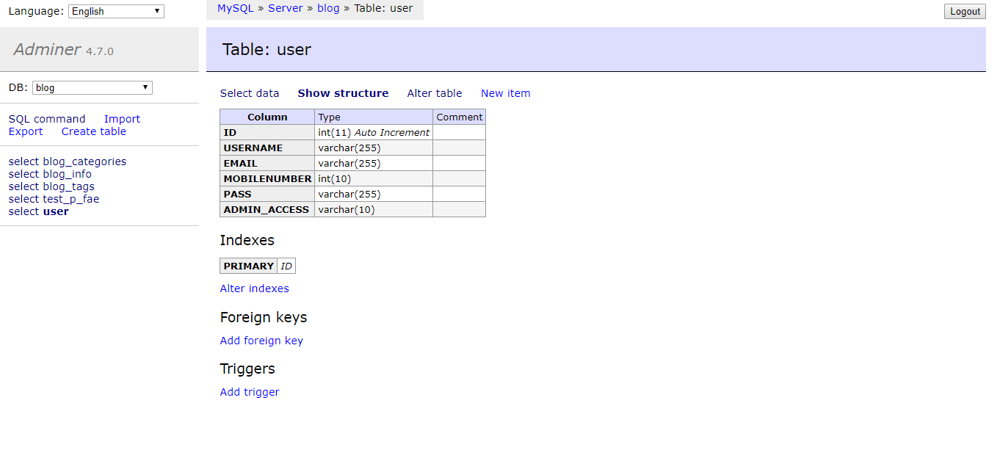 Language: English
MySQL » Server » blog » Table: user
Logout
Adminer 4.7.0
DB: blog
SQL command Import
Export Create table
select blog_categories
select blog_info
select blog_tags
select test_p_fae
select user
Table: user
Select data Show structure Alter table New item
Column Type Comment
ID int(11) Auto Increment
USERNAME varchar(255)
EMAIL varchar(255)
MOBILENUMBER int(10)
PASS varchar(255)
ADMIN_ACCESS varchar(10)
Indexes
PRIMARY ID
Alter indexes
Foreign keys
Add foreign key
Triggers
Add trigger